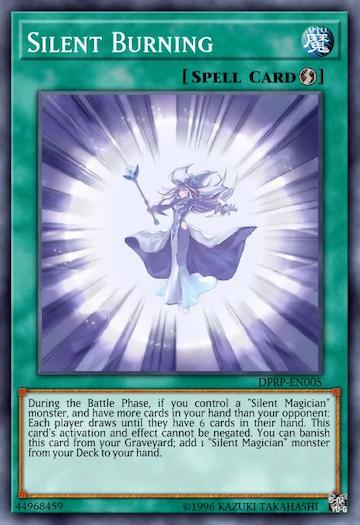 Silent Burning
魔
[Spell Card]
DPRP-EN005
During the Battle Phase, if you control a "Silent Magician"
monster, and have more cards in your hand than your opponent:
Each player draws until they have 6 cards in their hand. This
card's activation and effect cannot be negated. You can banish
this card from your Graveyard; add 1 "Silent Magician" monster
from your Deck to your hand.
44968459
©1996 KAZUKI TAKAHASHI